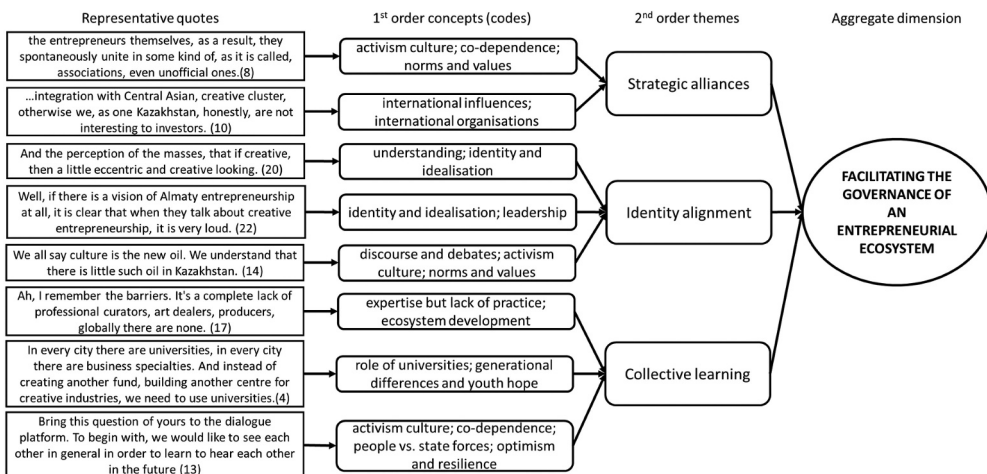 Representative quotes
1st order concepts (codes)
2nd order themes
Aggregate dimension
the entrepreneurs themselves, as a result, they
spontaneously unite in some kind of, as it is called,
associations, even unofficial ones.(8)
activism culture; co-dependence;
norms and values
…integration with Central Asian, creative cluster,
otherwise we, as one Kazakhstan, honestly, are not
interesting to investors. (10)
international influences;
international organisations
Strategic alliances
And the perception of the masses, that if creative,
then a little eccentric and creative looking. (20)
understanding; identity and
idealisation
Well, if there is a vision of Almaty entrepreneurship
at all, it is clear that when they talk about creative
entrepreneurship, it is very loud. (22)
identity and idealisation; leadership
We all say culture is the new oil. We understand that
there is little such oil in Kazakhstan. (14)
discourse and debates; activism
culture; norms and values
Identity alignment
Ah, I remember the barriers. It's a complete lack of
professional curators, art dealers, producers,
globally there are none. (17)
expertise but lack of practice;
ecosystem development
In every city there are universities, in every city
there are business specialties. And instead of
creating another fund, building another centre for
creative industries, we need to use universities.(4)
role of universities; generational
differences and youth hope
Bring this question of yours to the dialogue
platform. To begin with, we would like to see each
other in general in order to learn to hear each other
in the future (13)
activism culture; co-dependence;
people vs. state forces; optimism
and resilience
Collective learning
FACILITATING THE
GOVERNANCE OF
AN
ENTREPRENEURIAL
ECOSYSTEM